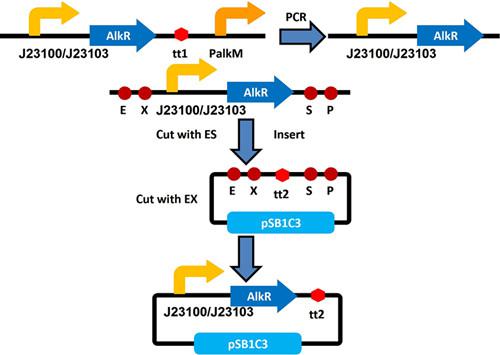 PCR
AlkR
AlkR
J23100/J23103
tt1
PalkM
J23100/J23103
AlkR
E
X
J23100/J23103
S
P
Cut with ES
Insert
Cut with EX
E
X
tt2
S
P
pSB1C3
AlkR
J23100/J23103
tt2
pSB1C3